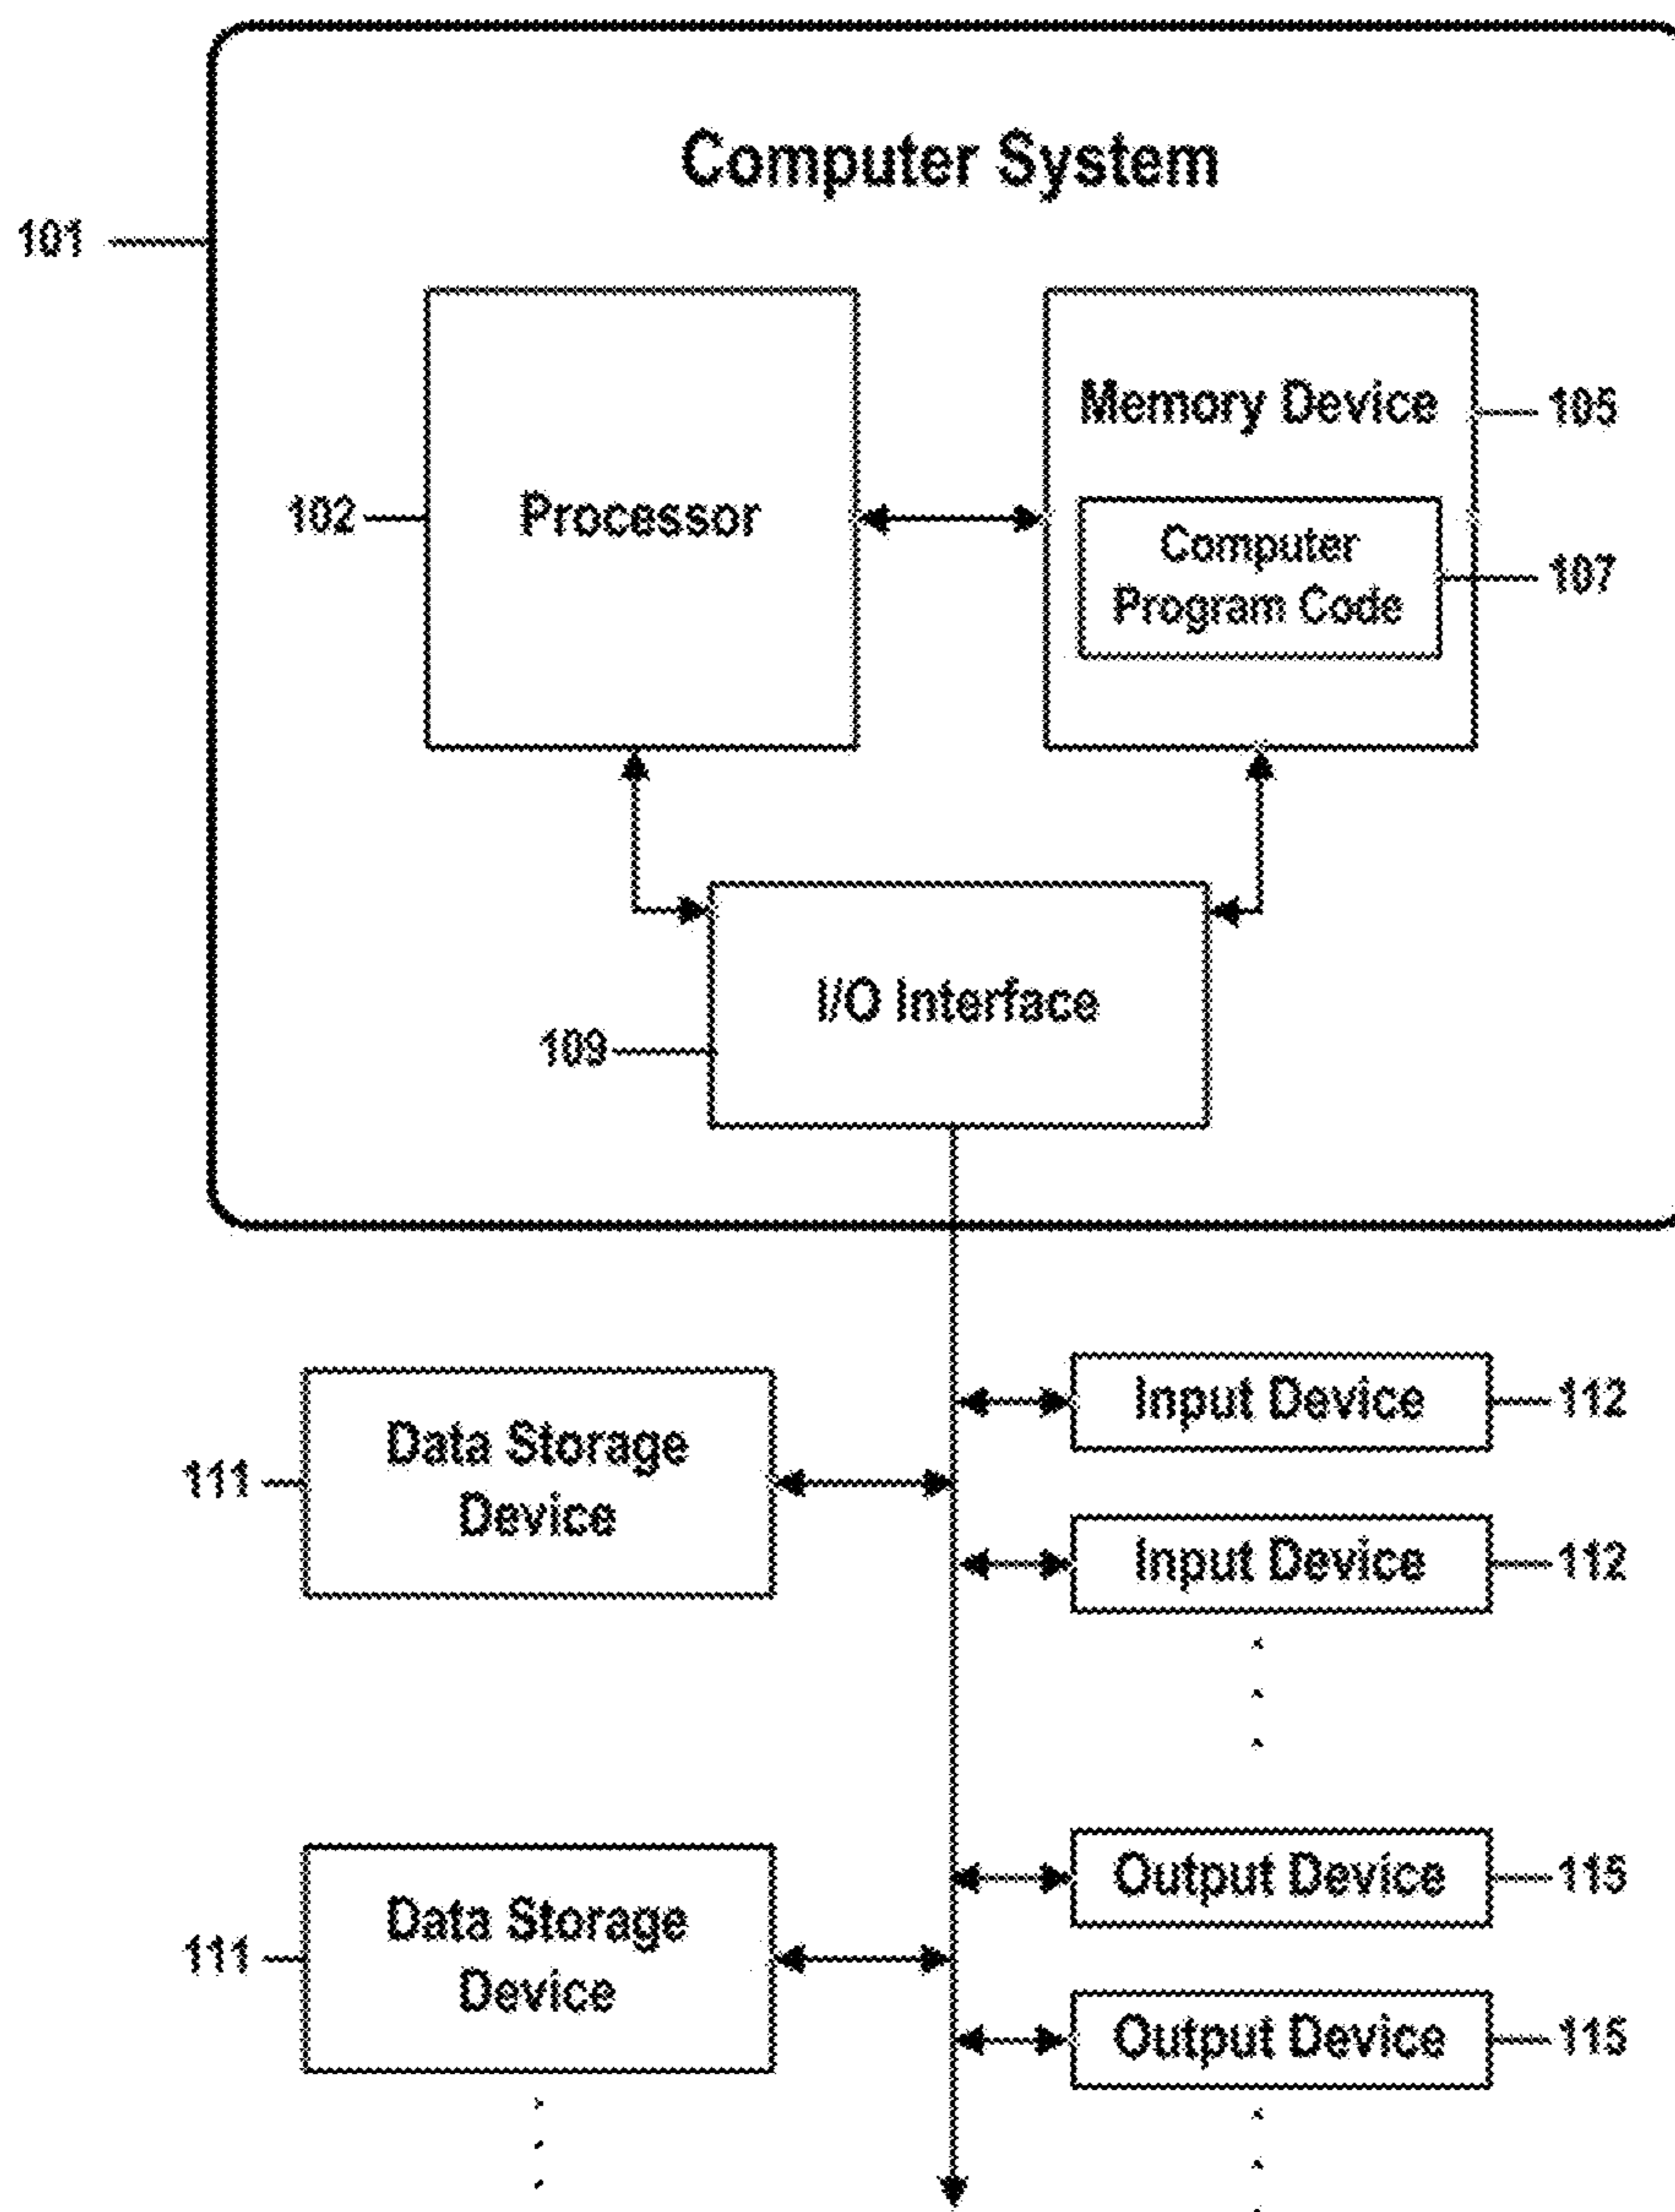 Computer System
101
Processor
102
Memory Device
105
Computer
Program Code
107
I/O Interface
109
Input Device
112
Data Storage
Device
111
Input Device
112
Output Device
115
Data Storage
Device
111
Output Device
115